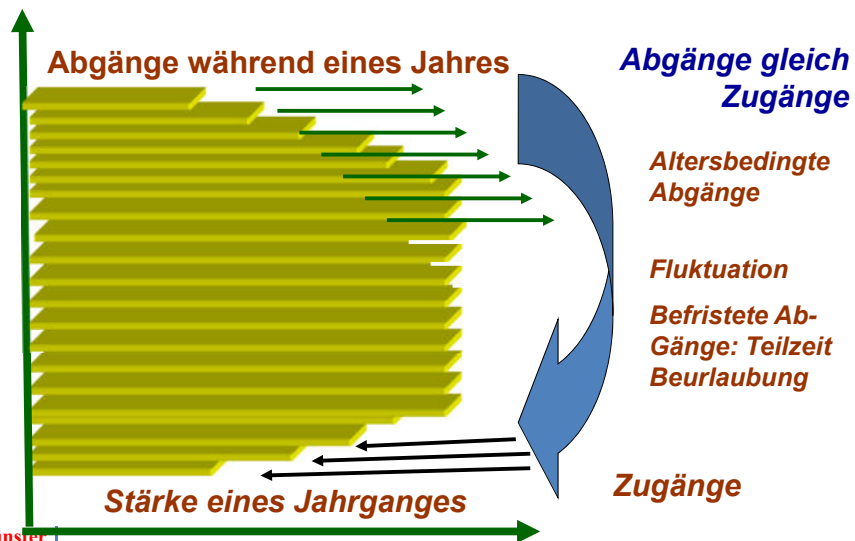 Abgänge während eines Jahres
Abgänge gleich
Zugänge
Altersbedingte
Abgänge
Fluktuation
Befristete Ab-
Gänge: Teilzeit
Beurlaubung
Zugänge
Stärke eines Jahrganges